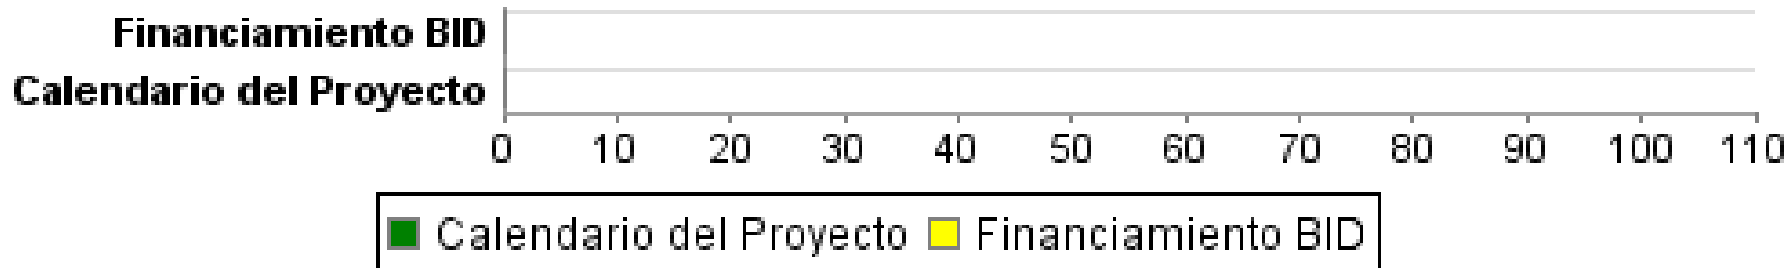 Financiamiento BID
Calendario del Proyecto
0 10 20 30 40 50 60 70 80 90 100 110
Calendario del Proyecto Financiamiento BID